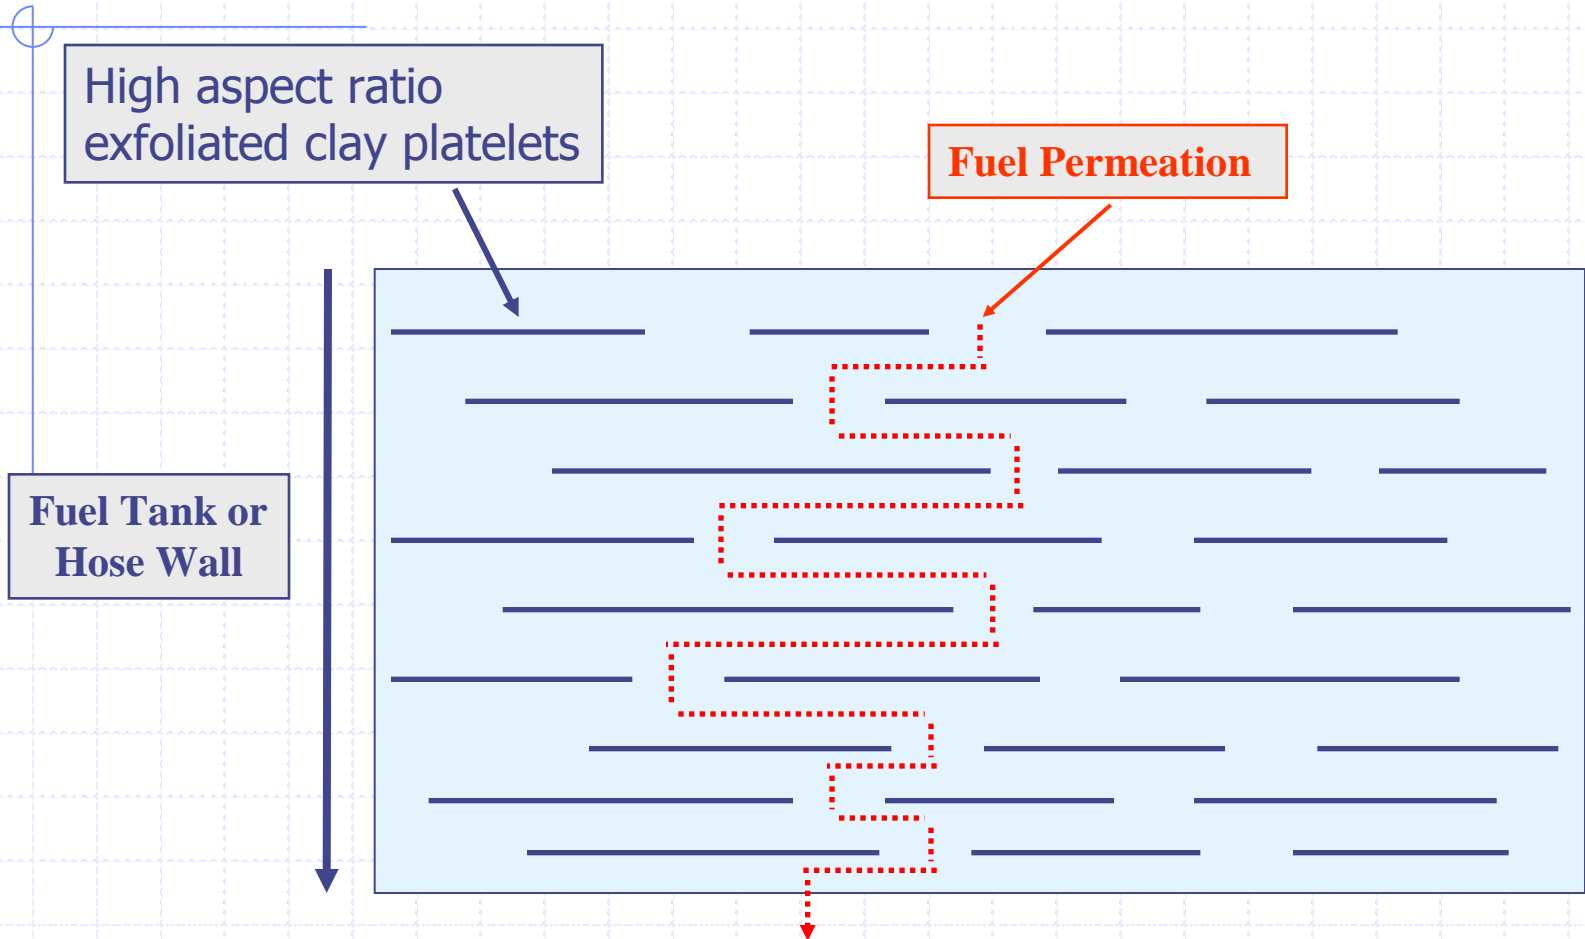 High aspect ratio
exfoliated clay platelets
Fuel Permeation
Fuel Tank or
Hose Wall